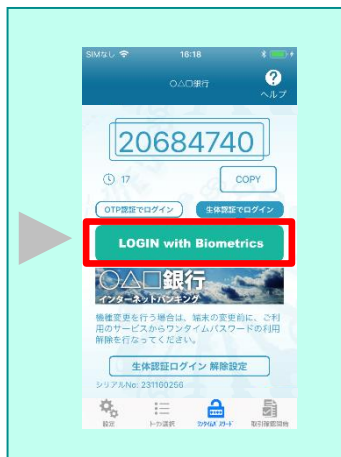 SIMなし 16:18
○△□銀行
?
ヘルプ
20684740
17 COPY
OTP認証でログイン 生体認証でログイン
LOGIN with Biometrics
○△□銀行
インターネットバンキング
機種変更を行う場合は、端末の変更前に、ご利
用のサービスからワンタイムパスワードの利用
解除を行なってください。
生体認証ログイン 解除設定
シリアルNo: 231160256
設定 トークン選択 ワンタイムパスワード 取引確認開始